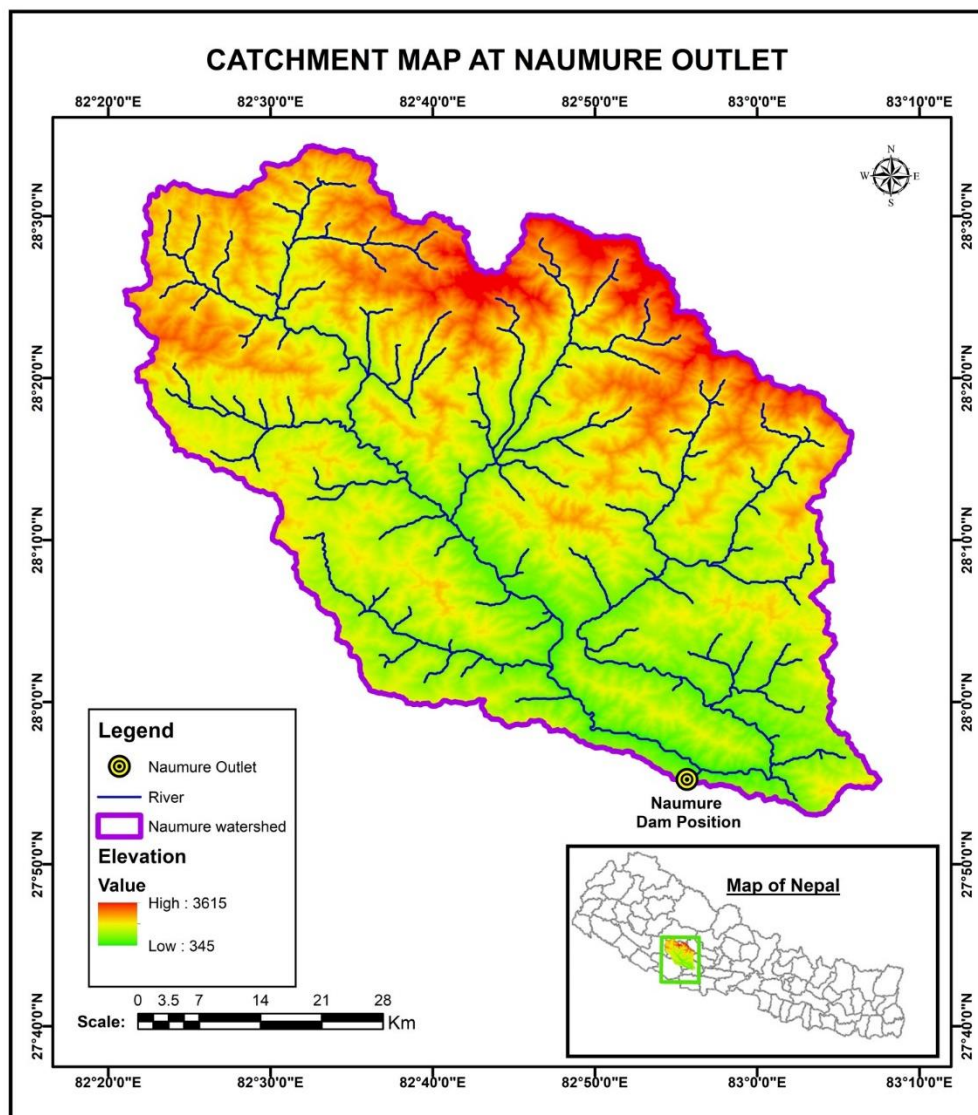 CATCHMENT MAP AT NAUMURE OUTLET
82°20'0"E 82°30'0"E 82°40'0"E 82°50'0"E 83°0'0"E 83°10'0"E
N
W E
S
28°30'0"N 28°30'0"N
28°20'0"N 28°20'0"N
28°10'0"N 28°10'0"N
28°0'0"N 28°0'0"N
Legend
Naumure Outlet
River
Naumure watershed
Elevation
Value
High : 3615
Low : 345
Naumure
Dam Position
27°50'0"N 27°50'0"N
Map of Nepal
0 3.5 7 14 21 28
Scale: Km
27°40'0"N 27°40'0"N
82°20'0"E 82°30'0"E 82°40'0"E 82°50'0"E 83°0'0"E 83°10'0"E